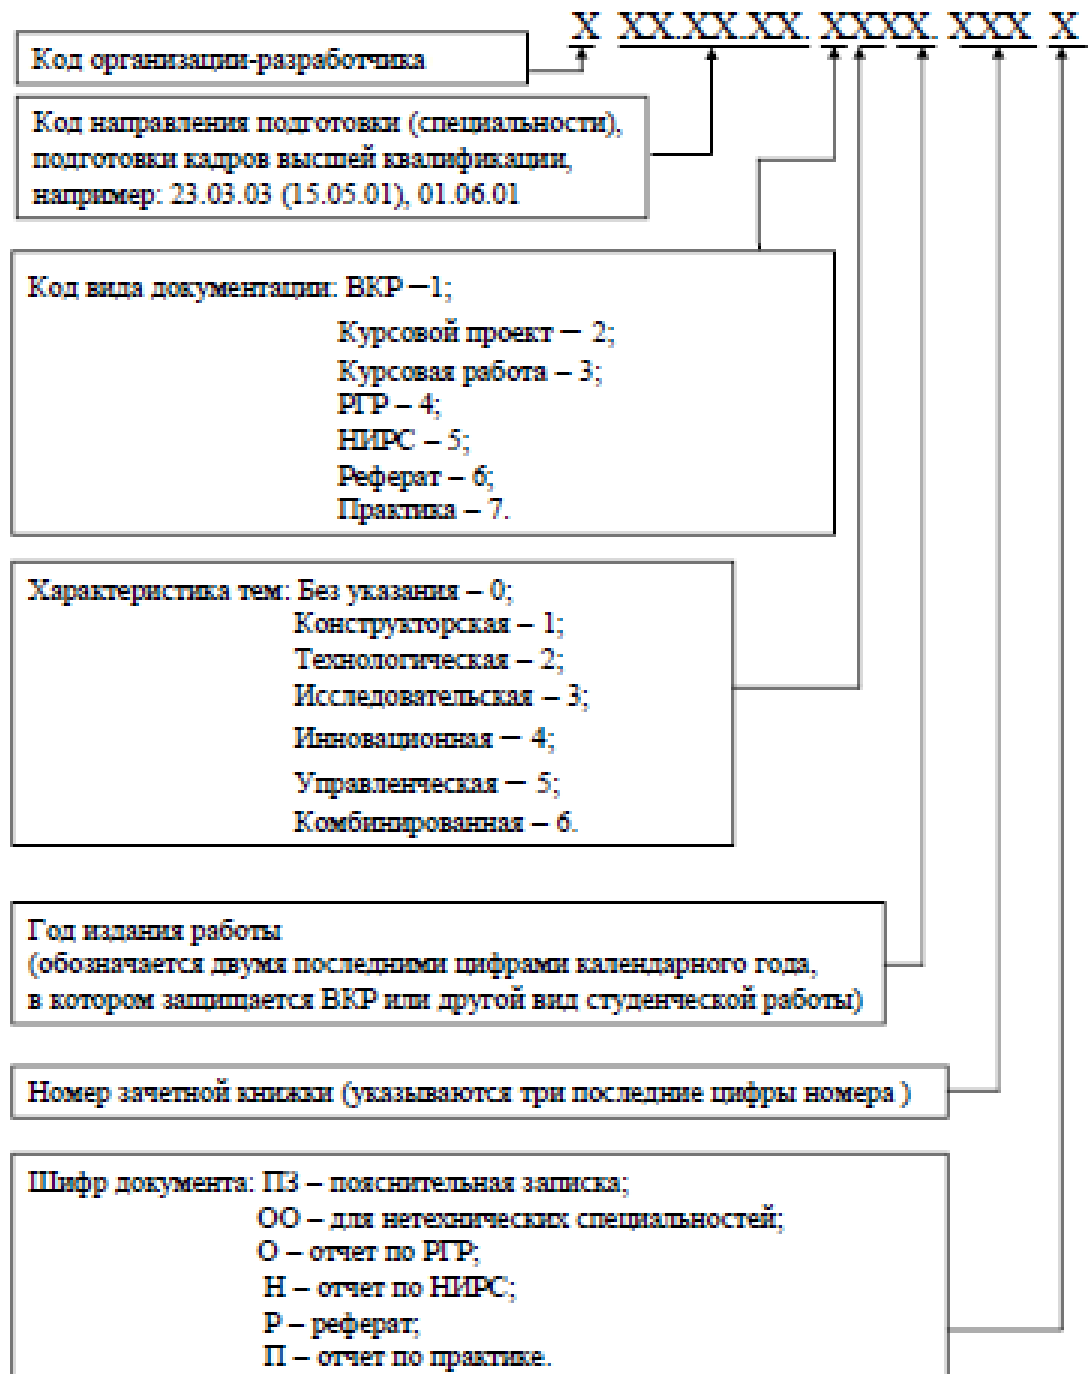 X XX.XX.XX. XXXX. XXX X
Код организации-разработчика
Код направления подготовки (специальности),
подготовки кадров высшей квалификации,
например: 23.03.03 (15.05.01), 01.06.01
Код вида документации: ВКР —1;
Курсовой проект — 2;
Курсовая работа – 3;
РГР – 4;
НИРС – 5;
Реферат – 6;
Практика – 7.
Характеристика тем: Без указания – 0;
Конструкторская – 1;
Технологическая – 2;
Исследовательская – 3;
Инновационная — 4;
Управленческая — 5;
Комбинированная – 6.
Год издания работы
(обозначается двумя последними цифрами календарного года,
в котором защищается ВКР или другой вид студенческой работы)
Номер зачетной книжки (указываются три последние цифры номера )
Шифр документа: ПЗ – пояснительная записка;
ОО – для нетехнических специальностей;
О – отчет по РГР;
Н – отчет по НИРС;
Р – реферат;
П – отчет по практике.